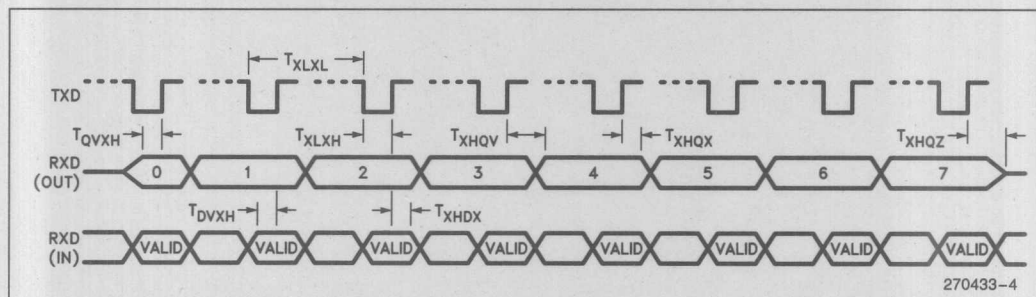 T_XLXL
TXD
T_QVXH T_XLXH T_XHQV T_XHQX T_XHQZ
RXD
(OUT)
0 1 2 3 4 5 6 7
T_DVXH T_XHDX
RXD
(IN)
VALID VALID VALID VALID VALID VALID VALID VALID
270433-4